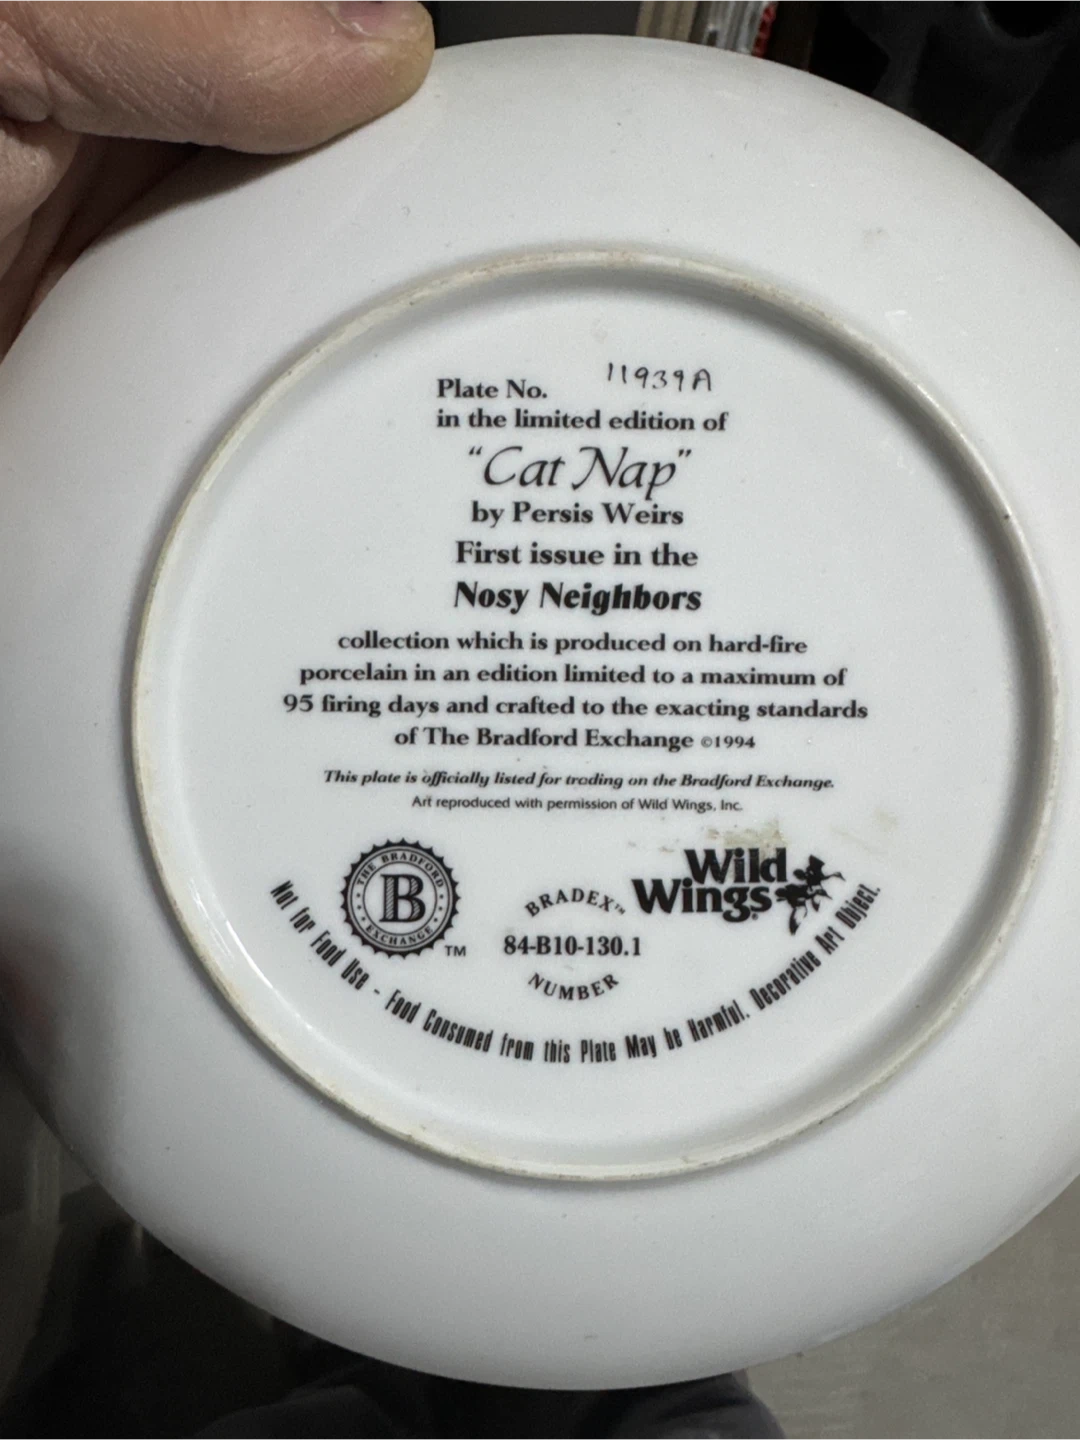 Plate No. 11939A
in the limited edition of
“Cat Nap”
by Persis Weirs
First issue in the
Nosy Neighbors
collection which is produced on hard-fire
porcelain in an edition limited to a maximum of
95 firing days and crafted to the exacting standards
of The Bradford Exchange ©1994
This plate is officially listed for trading on the Bradford Exchange.
Art reproduced with permission of Wild Wings, Inc.
THE BRADFORD
B
EXCHANGE
TM
BRADEX™
84-B10-130.1
NUMBER
Wild
Wings®
Not for Food Use - Food Consumed from this Plate May be Harmful. Decorative Art Object.